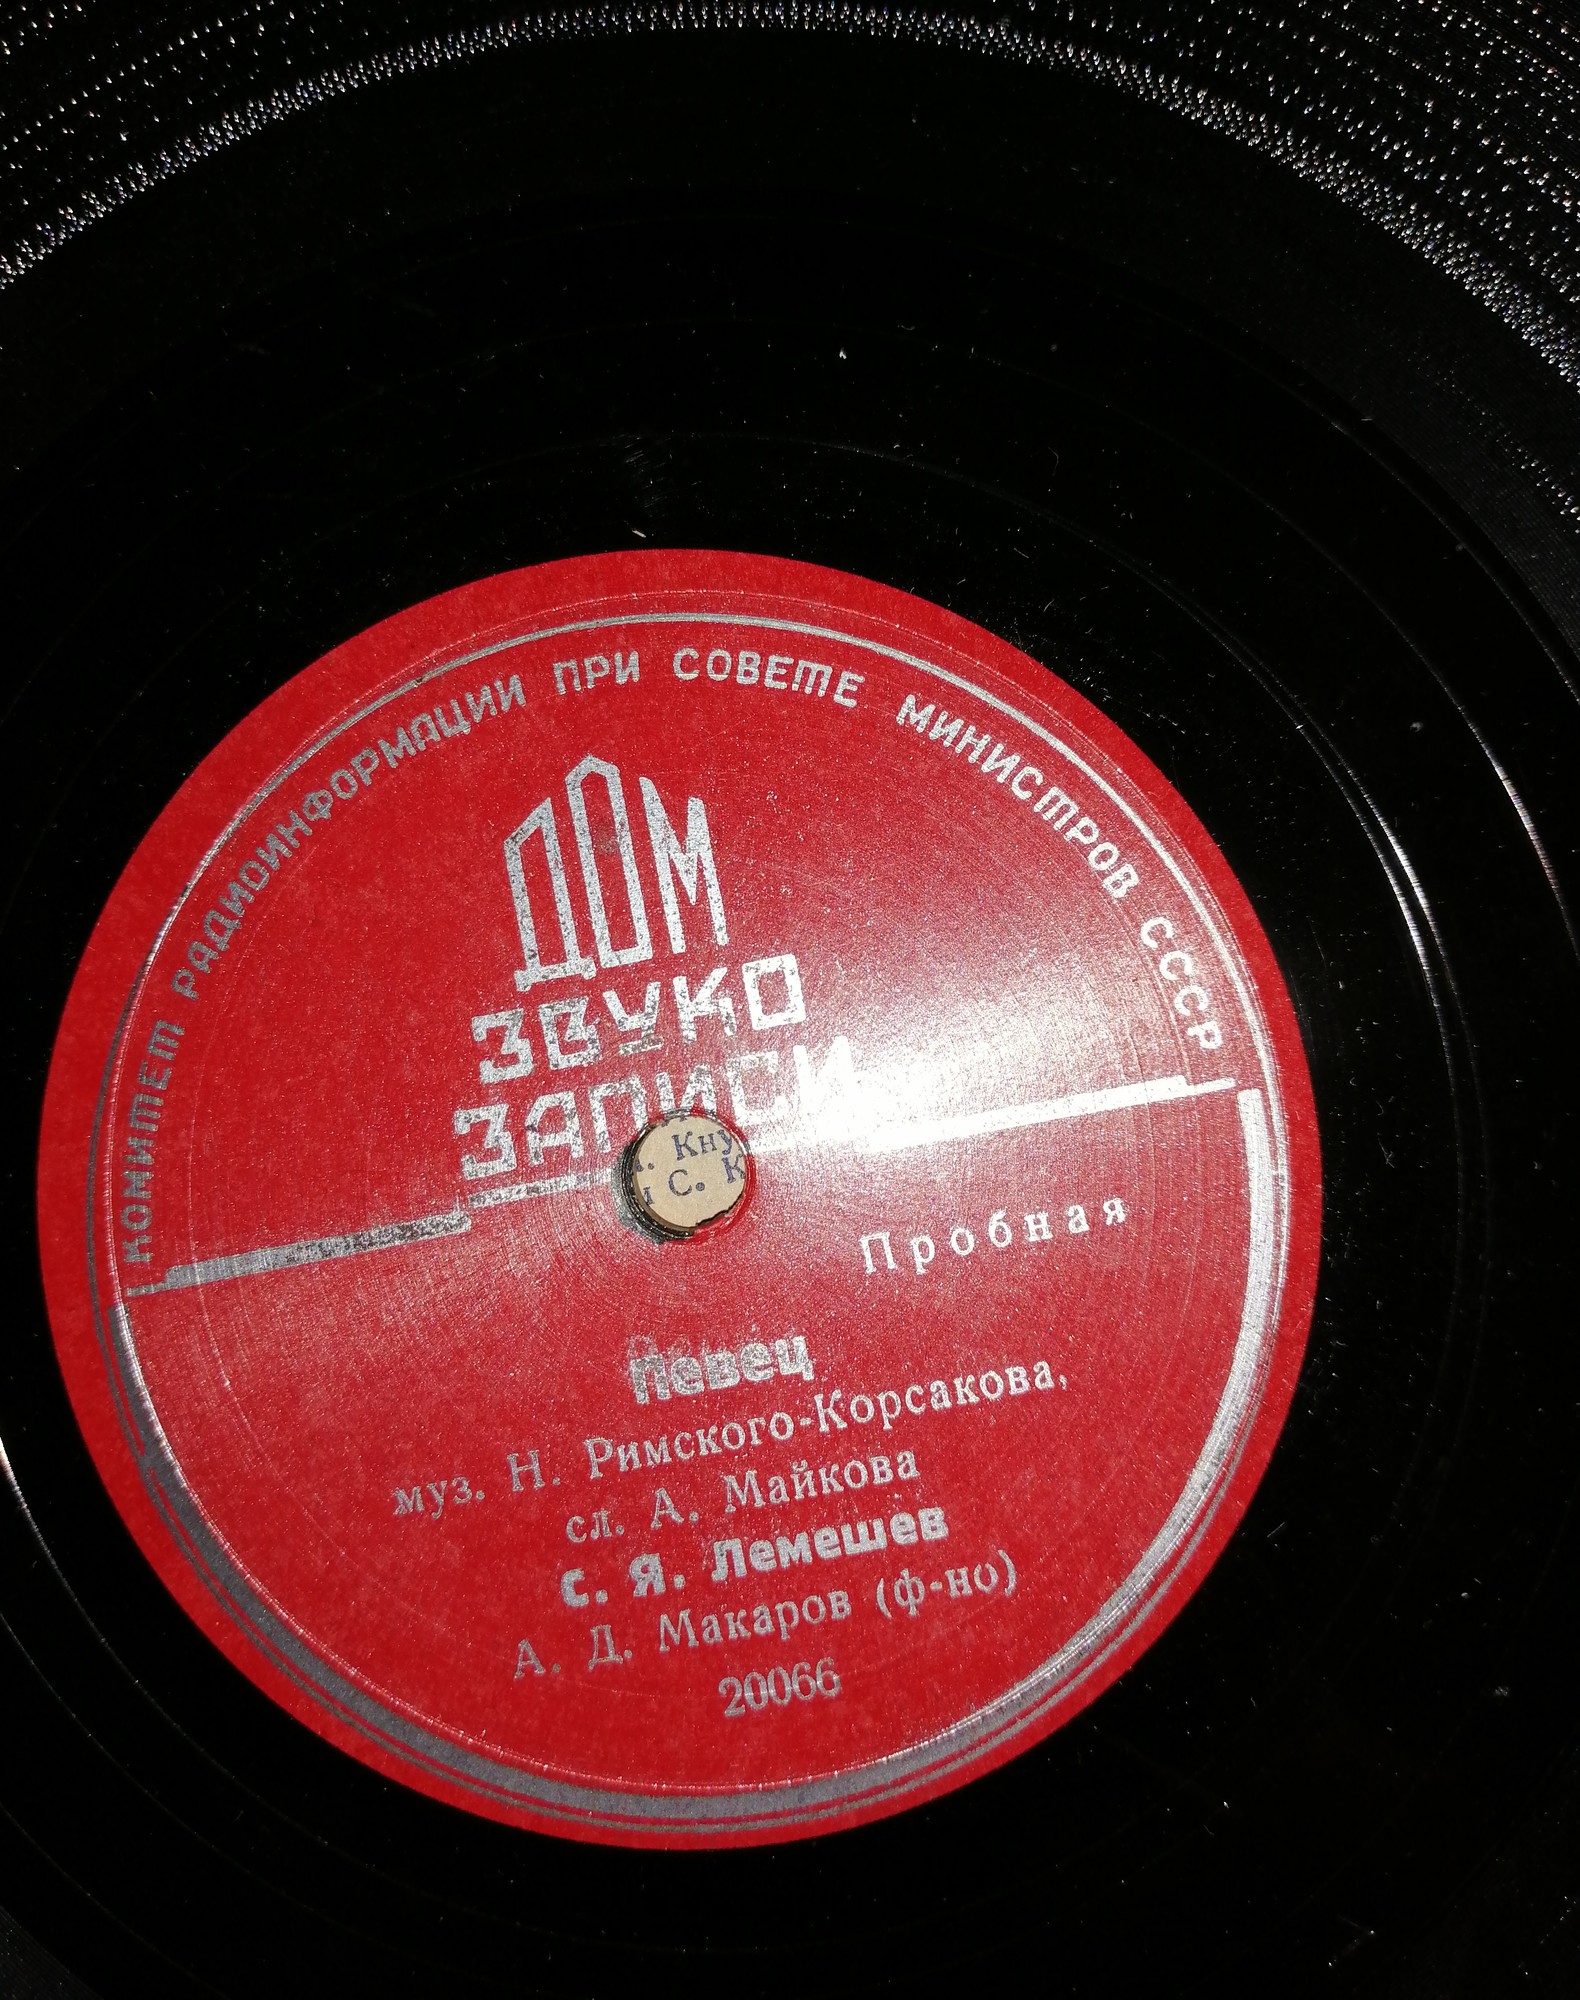 КОМИТЕТ РАДИОИНФОРМАЦИИ ПРИ СОВЕТЕ МИНИСТРОВ СССР
ДОМ
ЗВУКО
ЗАПИСИ
. Кну
С. К
Пробная
Певец
муз. Н. Римского-Корсакова,
сл. А. Майкова
С. Я. Лемешев
А. Д. Макаров (ф-но)
20066